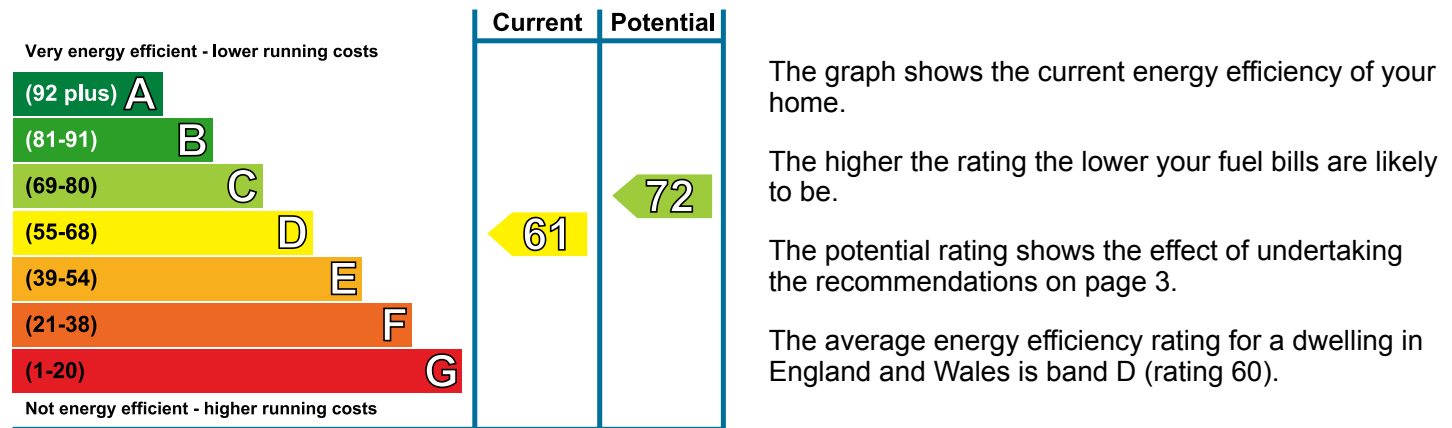 Current Potential
Very energy efficient - lower running costs
(92 plus) A
(81-91) B
(69-80) C
72
(55-68) D
61
(39-54) E
(21-38) F
(1-20) G
Not energy efficient - higher running costs
The graph shows the current energy efficiency of your
home.
The higher the rating the lower your fuel bills are likely
to be.
The potential rating shows the effect of undertaking
the recommendations on page 3.
The average energy efficiency rating for a dwelling in
England and Wales is band D (rating 60).